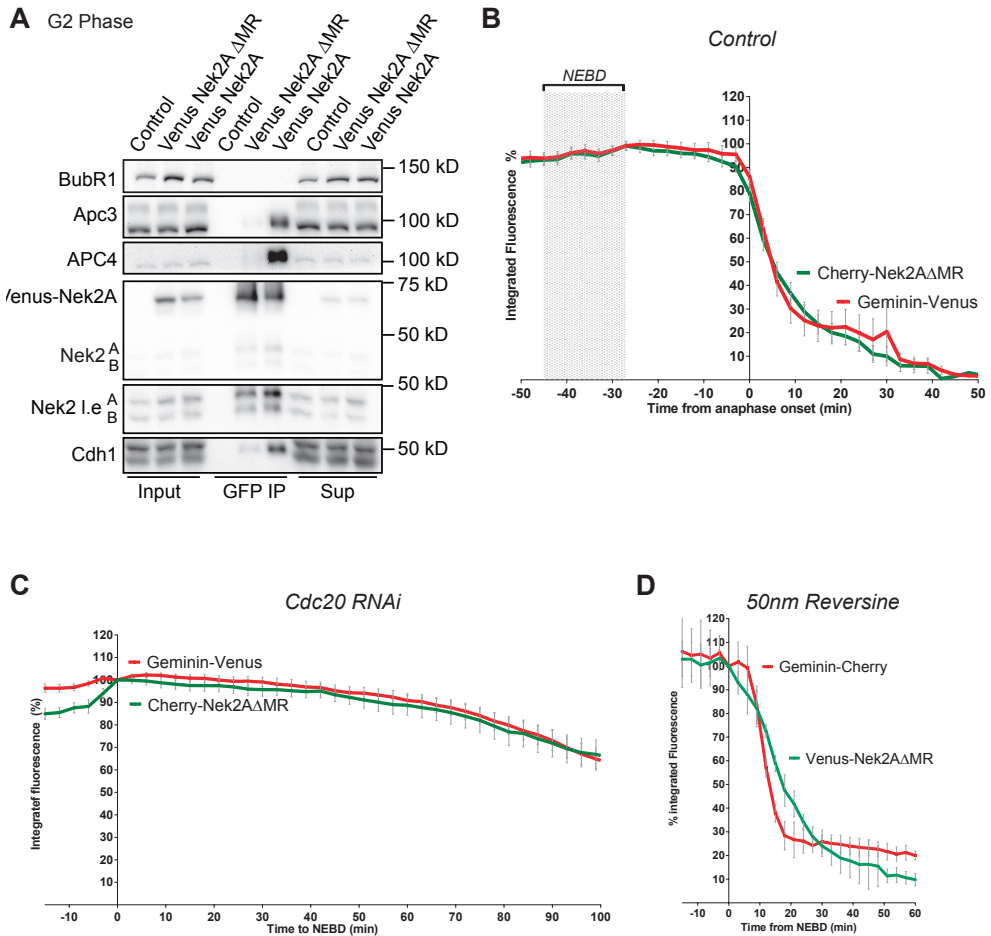 A G2 Phase
Control
Venus Nek2A ΔMR
Venus Nek2A
Control
Venus Nek2A ΔMR
Venus Nek2A
Control
Venus Nek2A ΔMR
Venus Nek2A
BubR1
150 kD
Apc3
100 kD
APC4
100 kD
Venus-Nek2A
75 kD
50 kD
Nek2 A
B
Nek2 l.e A
B
50 kD
Cdh1
50 kD
Input GFP IP Sup
B
Control
NEBD
Integrated Fluorescence %
120
110
100
90
80
70
60
50
40
30
20
10
Cherry-Nek2AΔMR
Geminin-Venus
-50 -40 -30 -20 -10 0 10 20 30 40 50
Time from anaphase onset (min)
C
Cdc20 RNAi
Integratef fluorescence (%)
120
110
100
90
80
70
60
50
40
30
20
10
Geminin-Venus
Cherry-Nek2AΔMR
-10 0 10 20 30 40 50 60 70 80 90 100
Time to NEBD (min)
D
50nm Reversine
% integrated Fluorescence
120
110
100
90
80
70
60
50
40
30
20
10
Geminin-Cherry
Venus-Nek2AΔMR
-10 0 10 20 30 40 50 60
Time from NEBD (min)